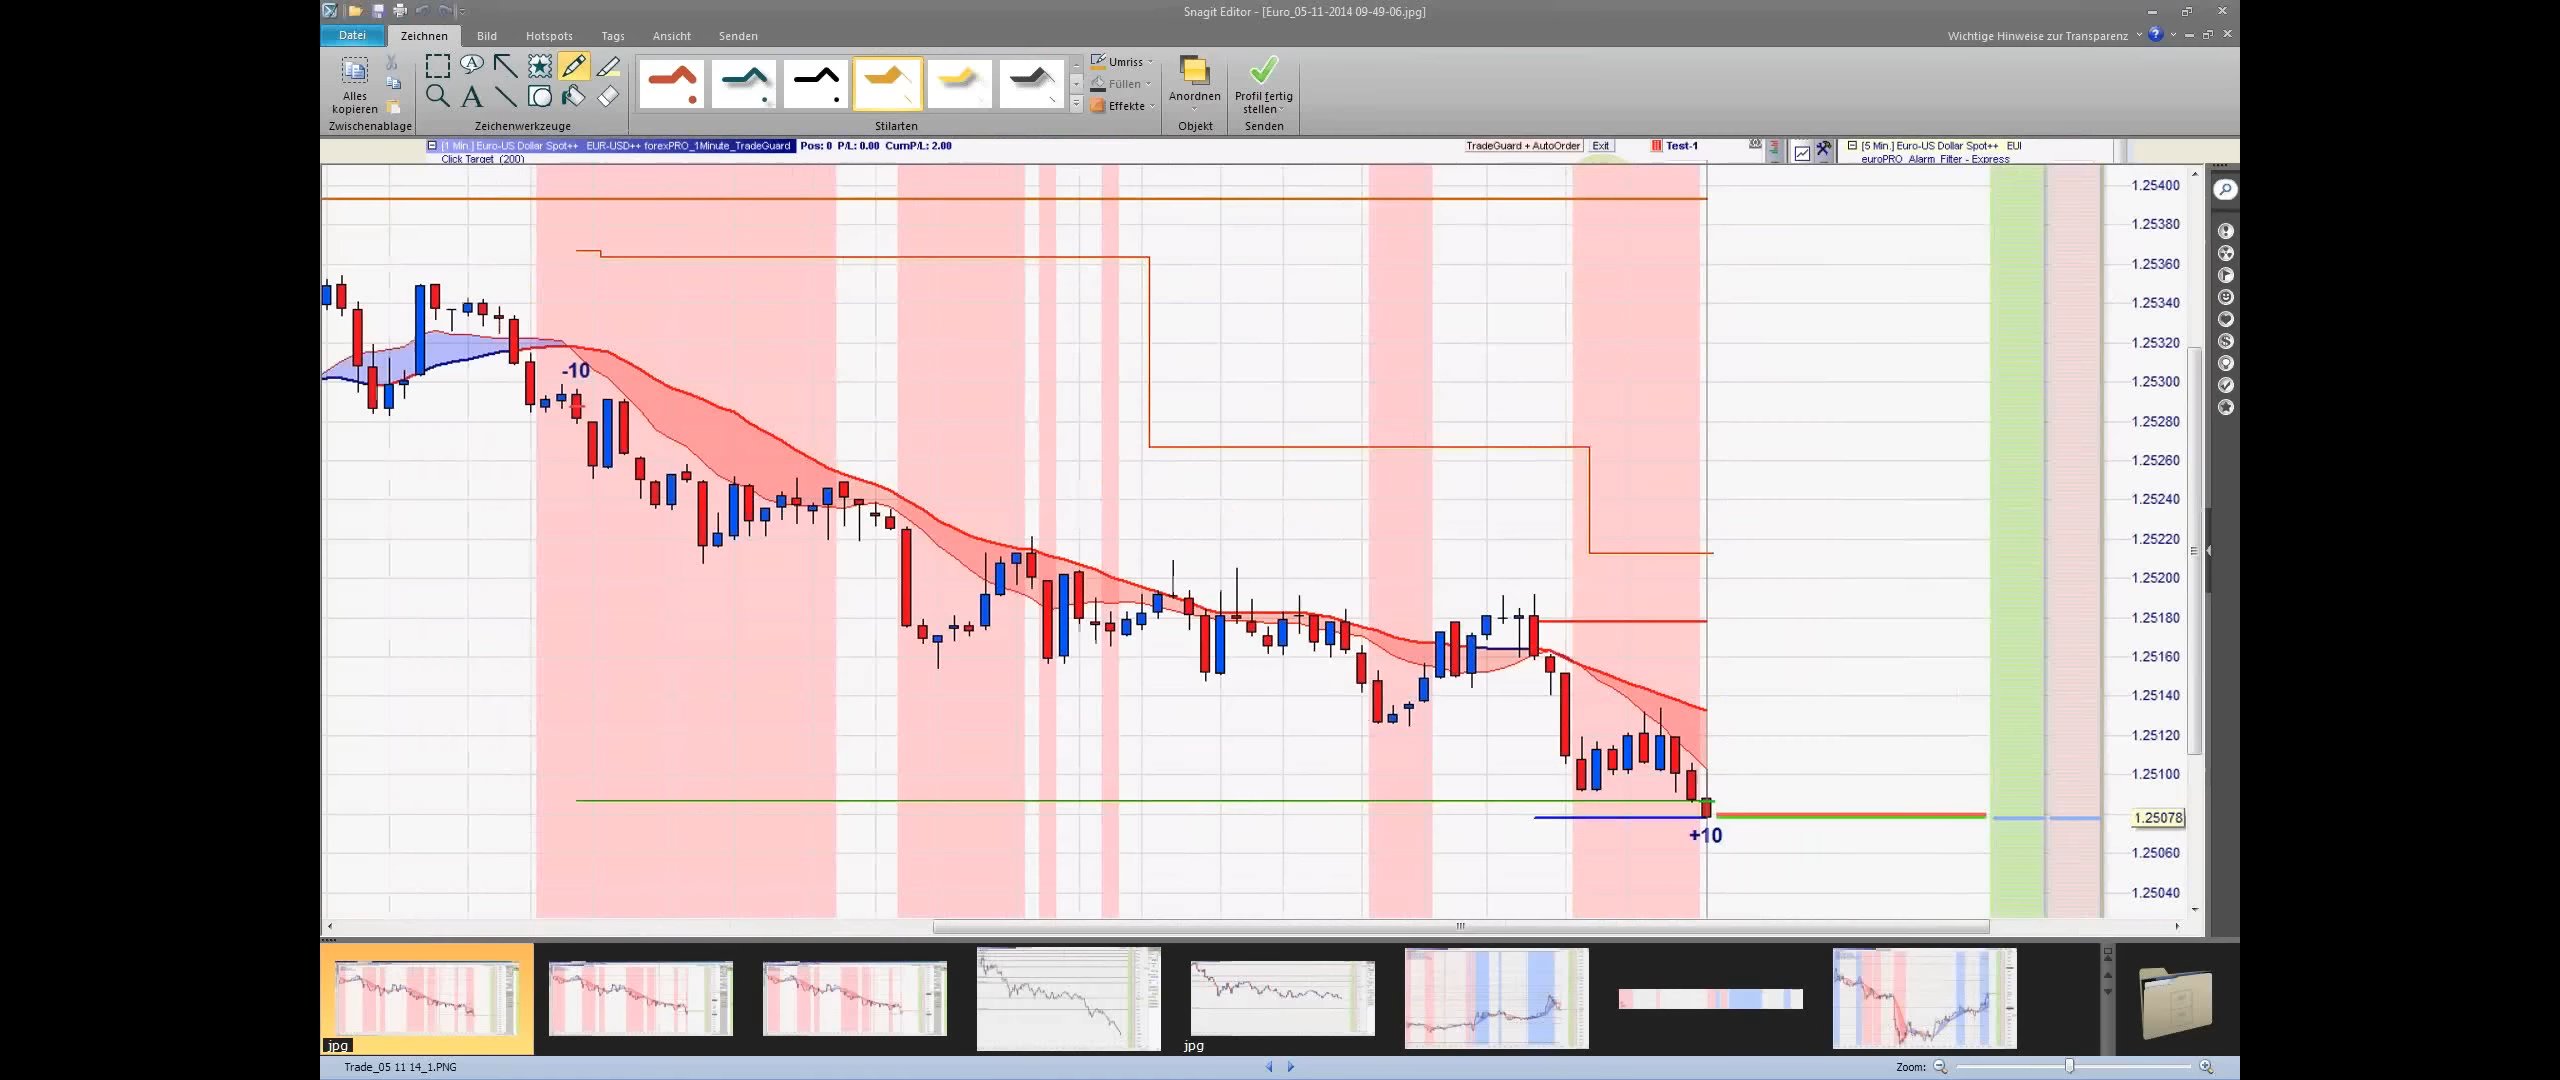 Snagit Editor - [Euro_05-11-2014 09-49-06.jpg]
Datei Zeichnen Bild Hotspots Tags Ansicht Senden Wichtige Hinweise zur Transparenz
Alles kopieren
Umriss
Füllen
Effekte
Anordnen
Profil fertig stellen
Zwischenablage Zeichenwerkzeuge Stilarten Objekt Senden
[1 Min.] Euro-US Dollar Spot++ EUR-USD++ forexPRO_1Minute_TradeGuard Pos: 0 P/L: 0.00 CumP/L: 2.00 TradeGuard + AutoOrder Exit Test-1 [5 Min.] Euro-US Dollar Spot++ EUI
Click Target (200) euroPRO Alarm Filter - Express
1.25400
1.25380
1.25360
1.25340
1.25320
-10
1.25300
1.25280
1.25260
1.25240
1.25220
1.25200
1.25180
1.25160
1.25140
1.25120
1.25100
1.25078
+10
1.25060
1.25040
jpg jpg
Trade_05 11 14_1.PNG Zoom: